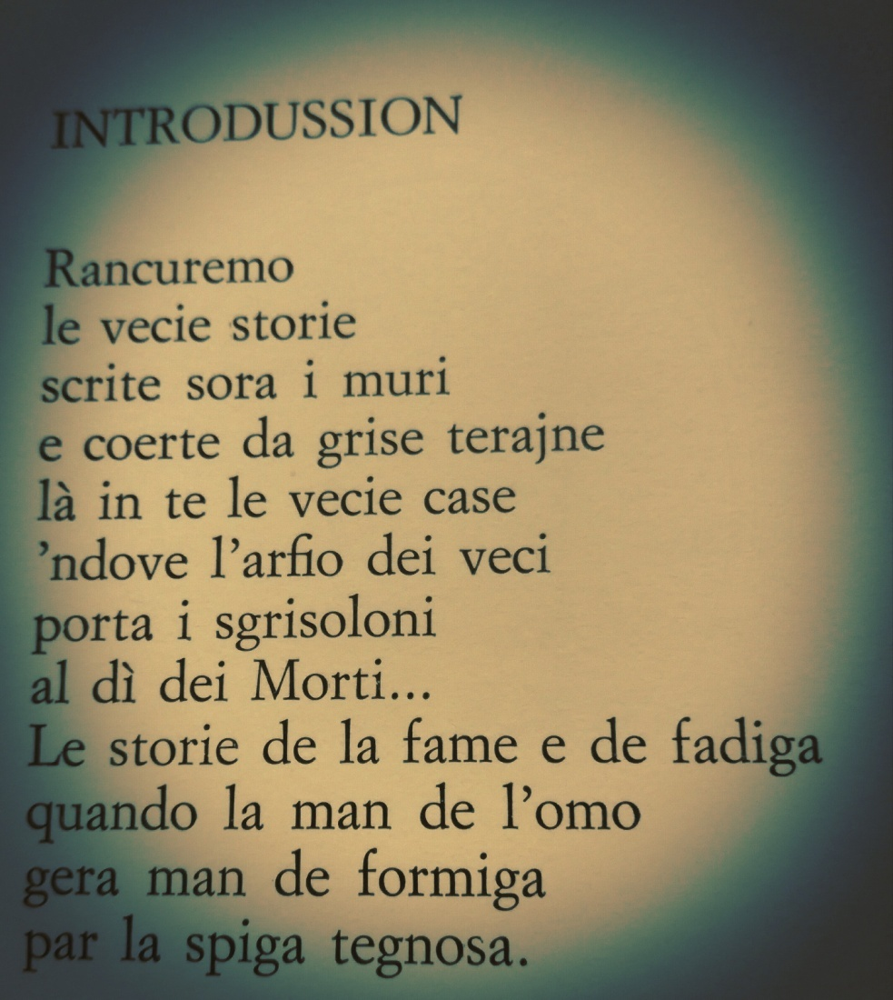 INTRODUSSION
Rancuremo
le vecie storie
scrite sora i muri
e coerte da grise terajne
là in te le vecie case
’ndove l’arfio dei veci
porta i sgrisoloni
al dì dei Morti...
Le storie de la fame e de fadiga
quando la man de l’omo
gera man de formiga
par la spiga tegnosa.